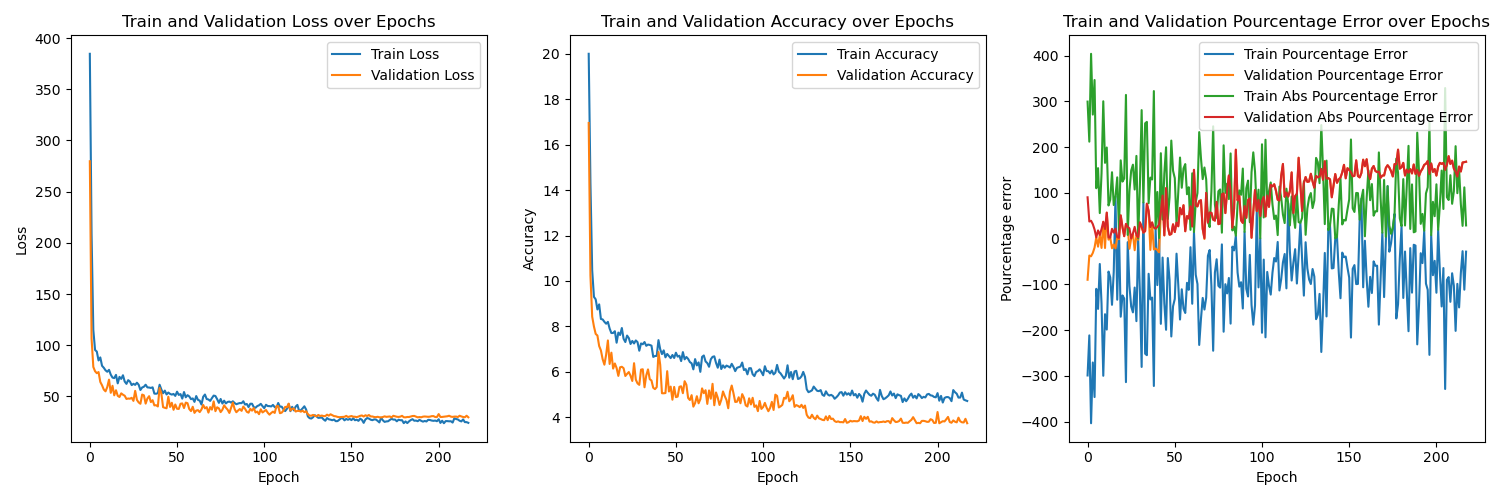 Train and Validation Loss over Epochs
Train Loss
Validation Loss
400
350
300
250
200
150
100
50
Loss
0
50
100
150
200
Epoch
Train and Validation Accuracy over Epochs
Train Accuracy
Validation Accuracy
20
18
16
14
12
10
8
6
4
Accuracy
0
50
100
150
200
Epoch
Train and Validation Pourcentage Error over Epochs
Train Pourcentage Error
Validation Pourcentage Error
Train Abs Pourcentage Error
Validation Abs Pourcentage Error
400
300
200
100
0
−100
−200
−300
−400
Pourcentage error
0
50
100
150
200
Epoch